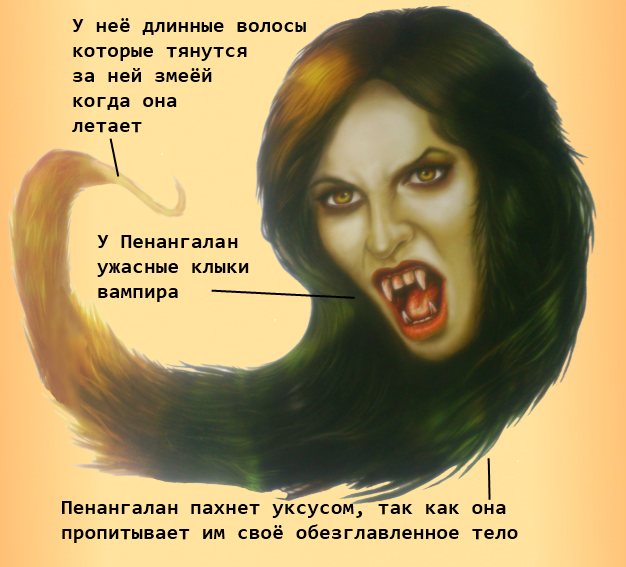 У неё длинные волосы
которые тянутся
за ней змеёй
когда она
летает
У Пенангалан
ужасные клыки
вампира
Пенангалан пахнет уксусом, так как она
пропитывает им своё обезглавленное тело